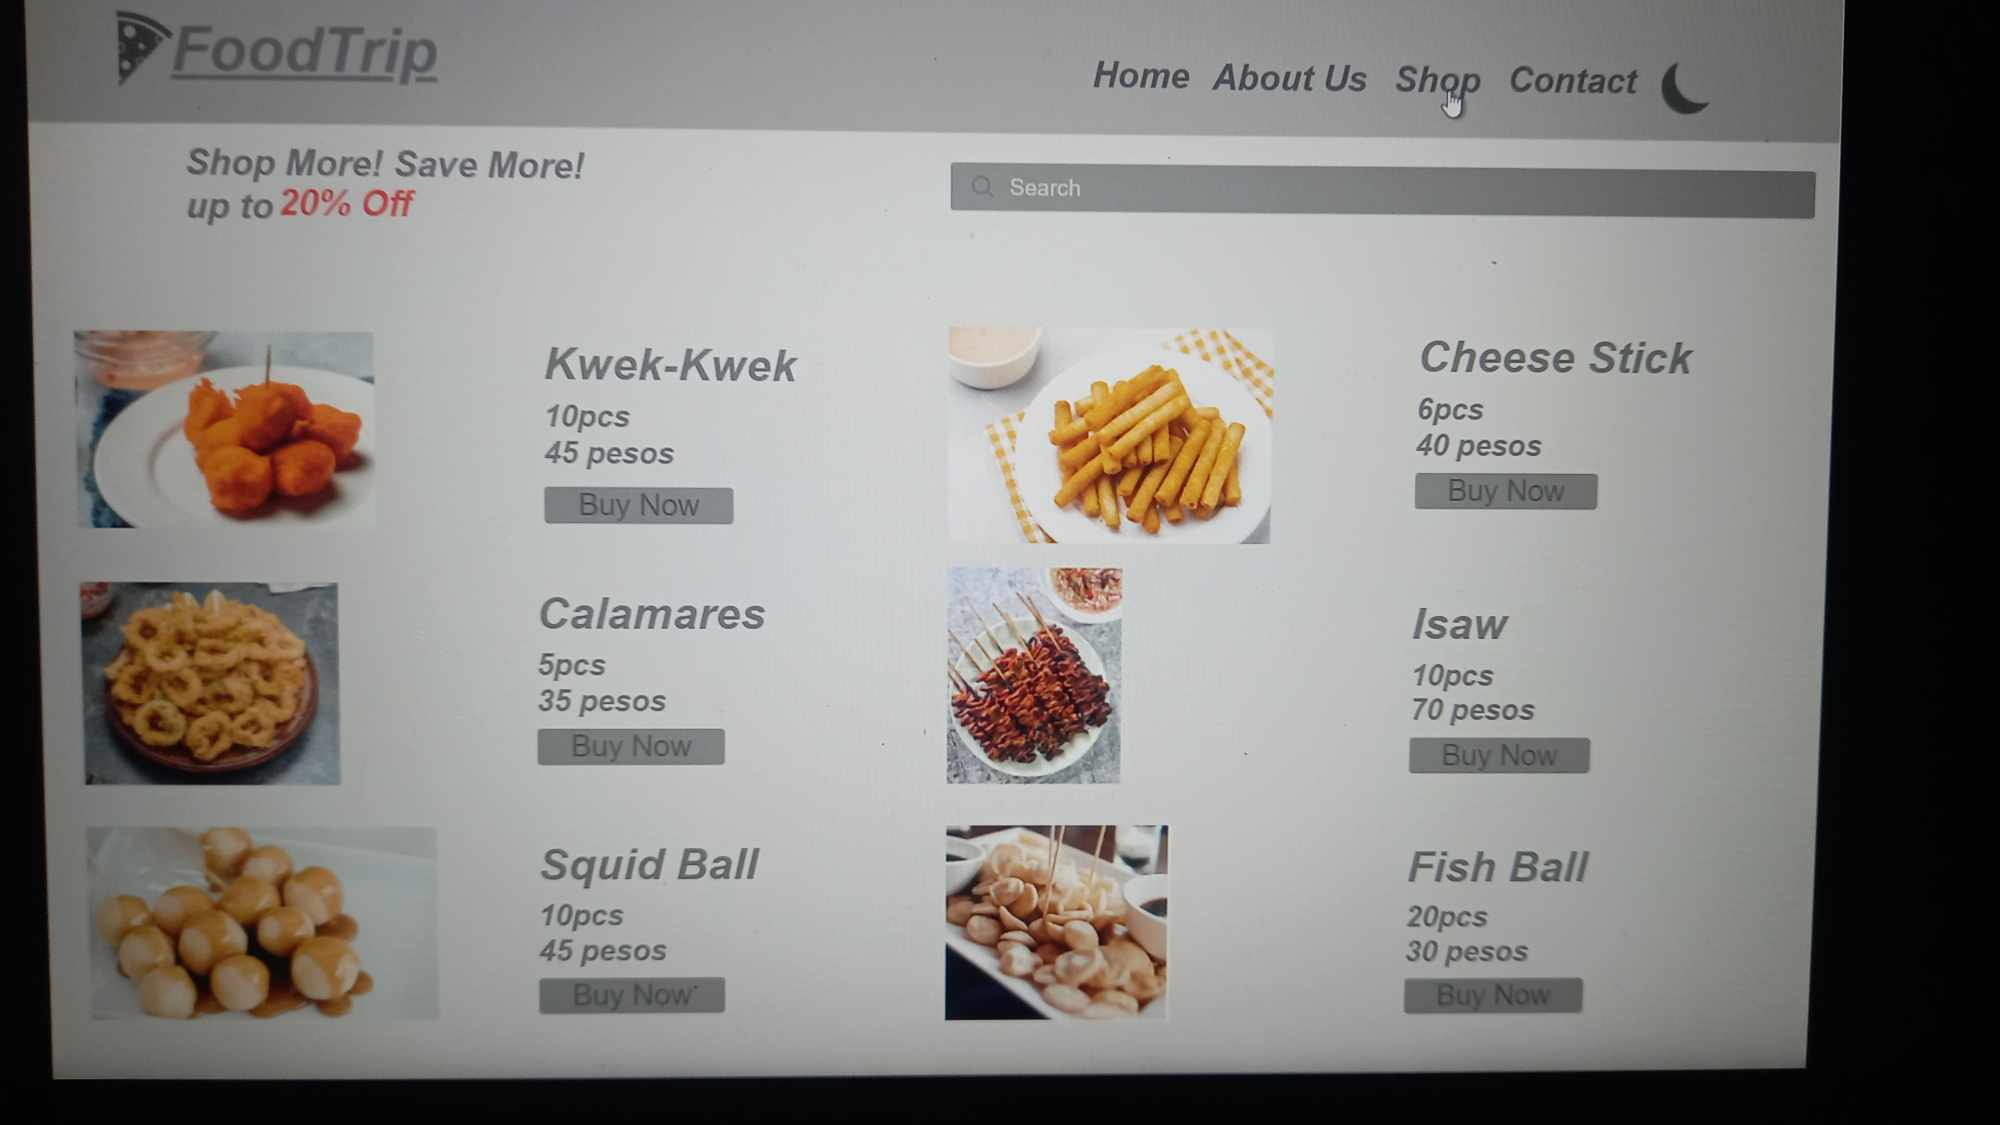 FoodTrip
Home About Us Shop Contact
Shop More! Save More!
up to 20% Off
Search
Kwek-Kwek
10pcs
45 pesos
Buy Now
Cheese Stick
6pcs
40 pesos
Buy Now
Calamares
5pcs
35 pesos
Buy Now
Isaw
10pcs
70 pesos
Buy Now
Squid Ball
10pcs
45 pesos
Buy Now
Fish Ball
20pcs
30 pesos
Buy Now